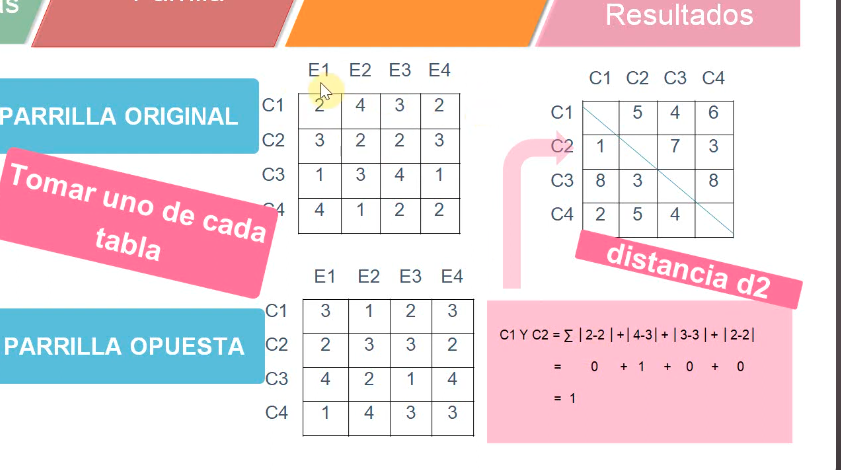 Resultados
E1 E2 E3 E4
PARRILLA ORIGINAL
C1 2 4 3 2
C2 3 2 2 3
C3 1 3 4 1
C4 4 1 2 2
Tomar uno de cada
tabla
C1 C2 C3 C4
C1 5 4 6
C2 1 7 3
C3 8 3 8
C4 2 5 4
distancia d2
E1 E2 E3 E4
PARRILLA OPUESTA
C1 3 1 2 3
C2 2 3 3 2
C3 4 2 1 4
C4 1 4 3 3
C1 Y C2 = ∑ | 2-2 | +| 4-3| + | 3-3 | + | 2-2|
= 0 + 1 + 0 + 0
= 1